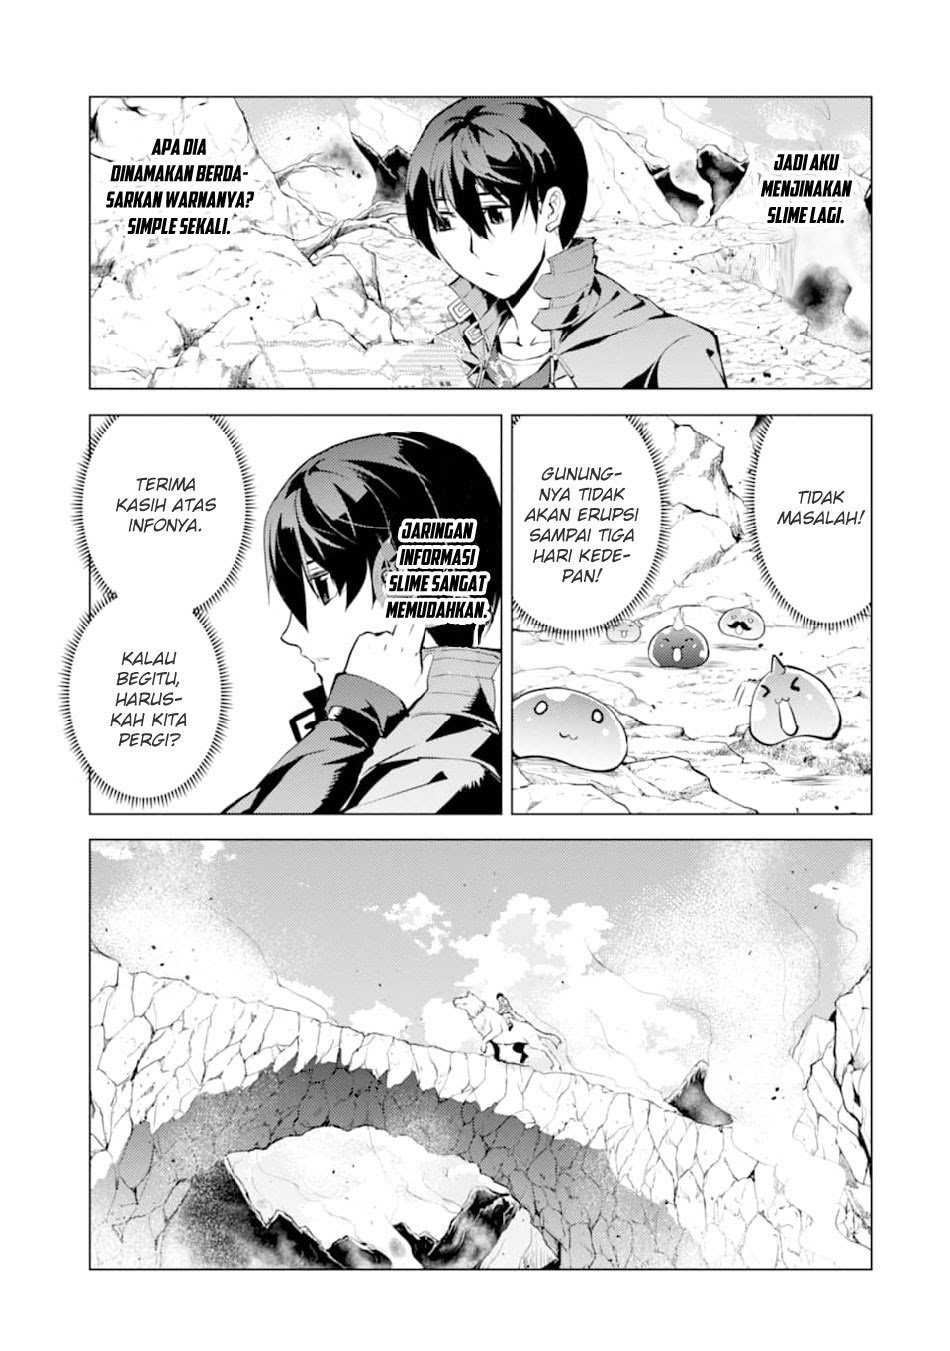 JADI AKU
MENJINAKAN
SLIME LAGI.
APA DIA
DINAMAKAN BERDA-
SARKAN WARNANYA?
SIMPLE SEKALI.
TIDAK
MASALAH!
GUNUNG-
NYA TIDAK
AKAN ERUPSI
SAMPAI TIGA
HARI KEDE-
PAN!
JARINGAN
INFORMASI
SLIME SANGAT
MEMUDAHKAN.
TERIMA
KASIH ATAS
INFONYA.
KALAU
BEGITU,
HARUS-
KAH KITA
PERGI?